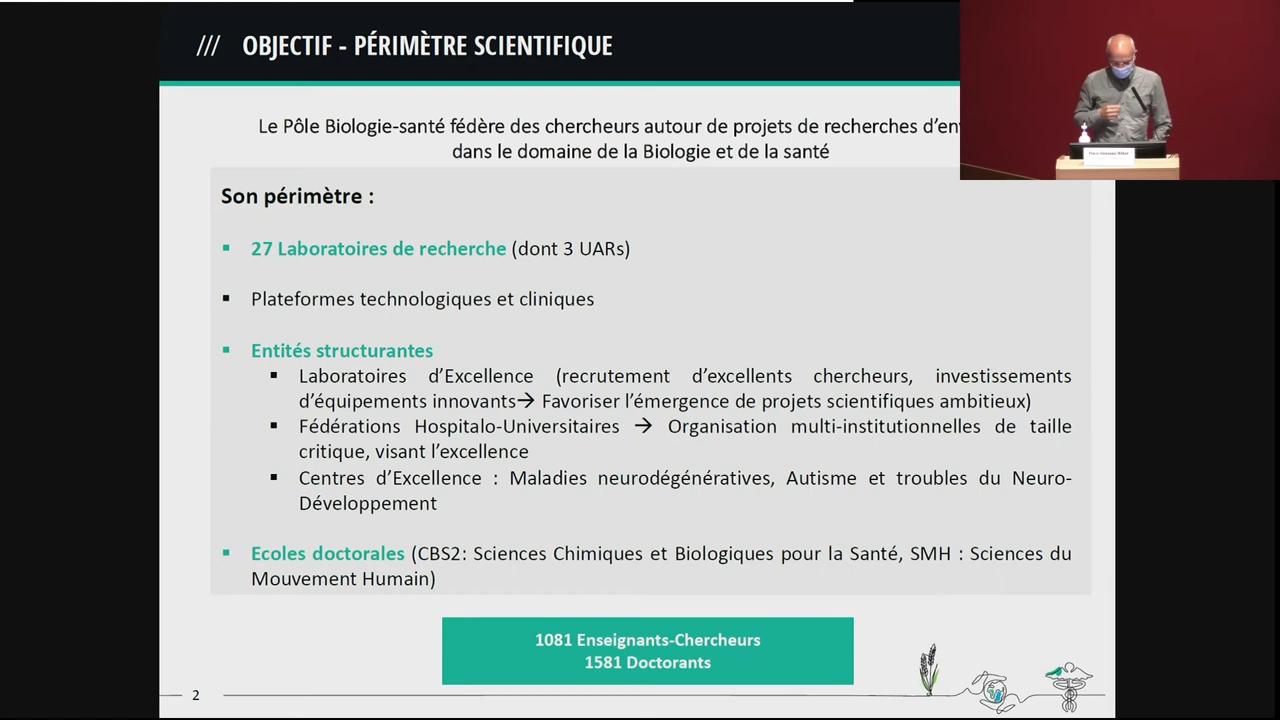 /// OBJECTIF - PÉRIMÈTRE SCIENTIFIQUE
Le Pôle Biologie-santé fédère des chercheurs autour de projets de recherches
dans le domaine de la Biologie et de la santé
Son périmètre :
▪ 27 Laboratoires de recherche (dont 3 UARs)
▪ Plateformes technologiques et cliniques
▪ Entités structurantes
▪ Laboratoires d’Excellence (recrutement d’excellents chercheurs, investissements
d’équipements innovants→ Favoriser l’émergence de projets scientifiques ambitieux)
▪ Fédérations Hospitalo-Universitaires → Organisation multi-institutionnelles de taille
critique, visant l’excellence
▪ Centres d’Excellence : Maladies neurodégénératives, Autisme et troubles du Neuro-
Développement
▪ Ecoles doctorales (CBS2: Sciences Chimiques et Biologiques pour la Santé, SMH : Sciences du
Mouvement Humain)
1081 Enseignants-Chercheurs
1581 Doctorants
2